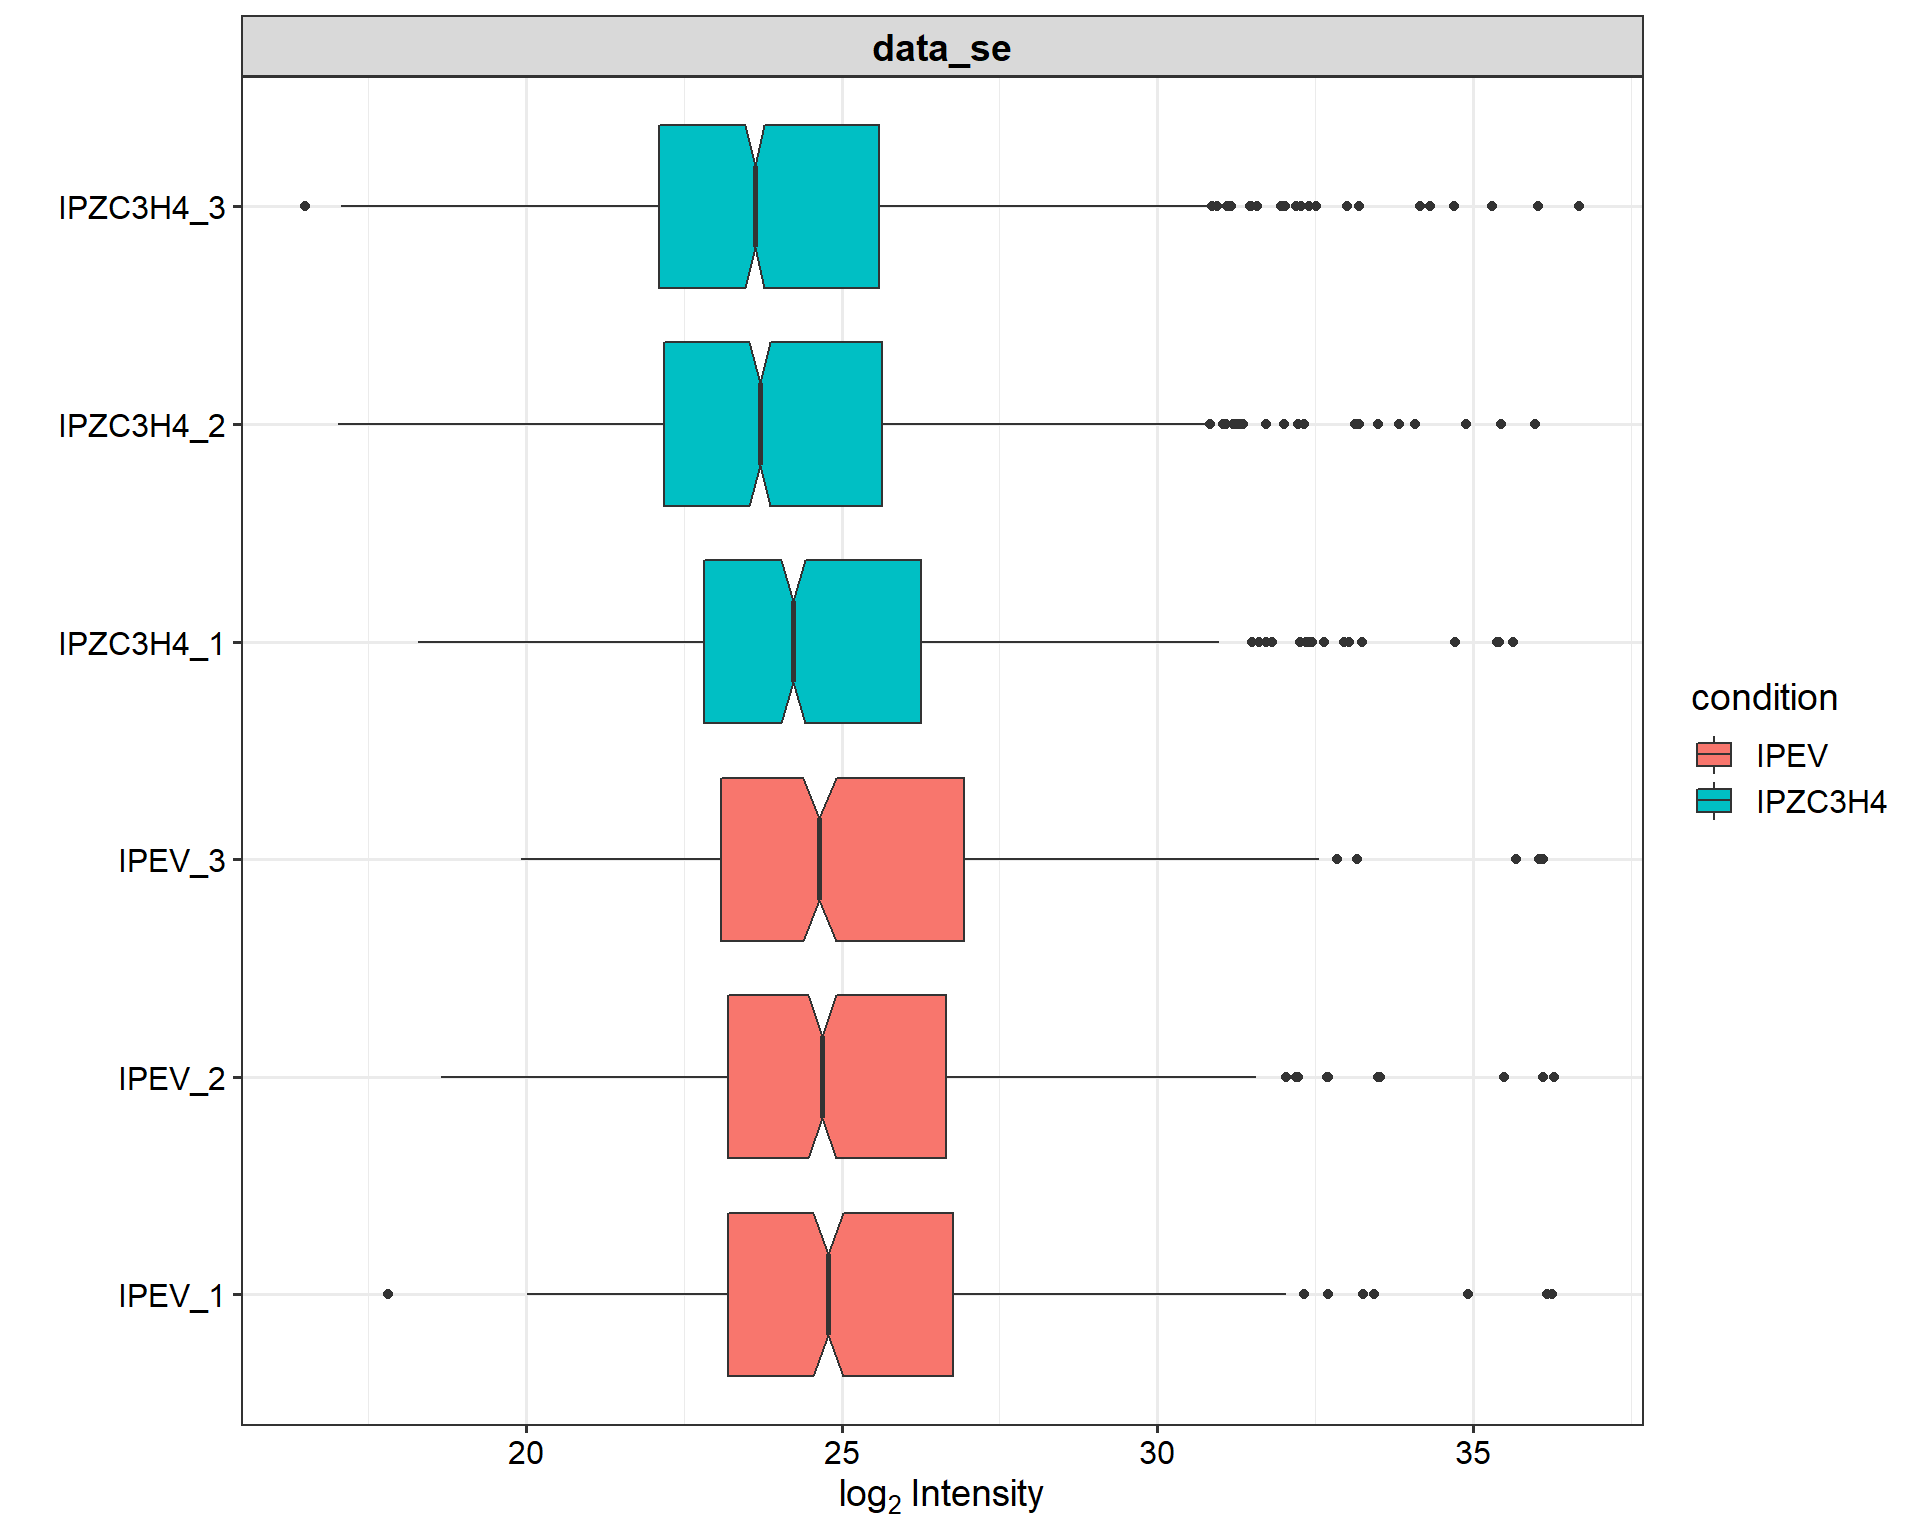 data_se
IPZC3H4_3
IPZC3H4_2
IPZC3H4_1
IPEV_3
IPEV_2
IPEV_1
20 25 30 35
log₂ Intensity
condition
IPEV
IPZC3H4